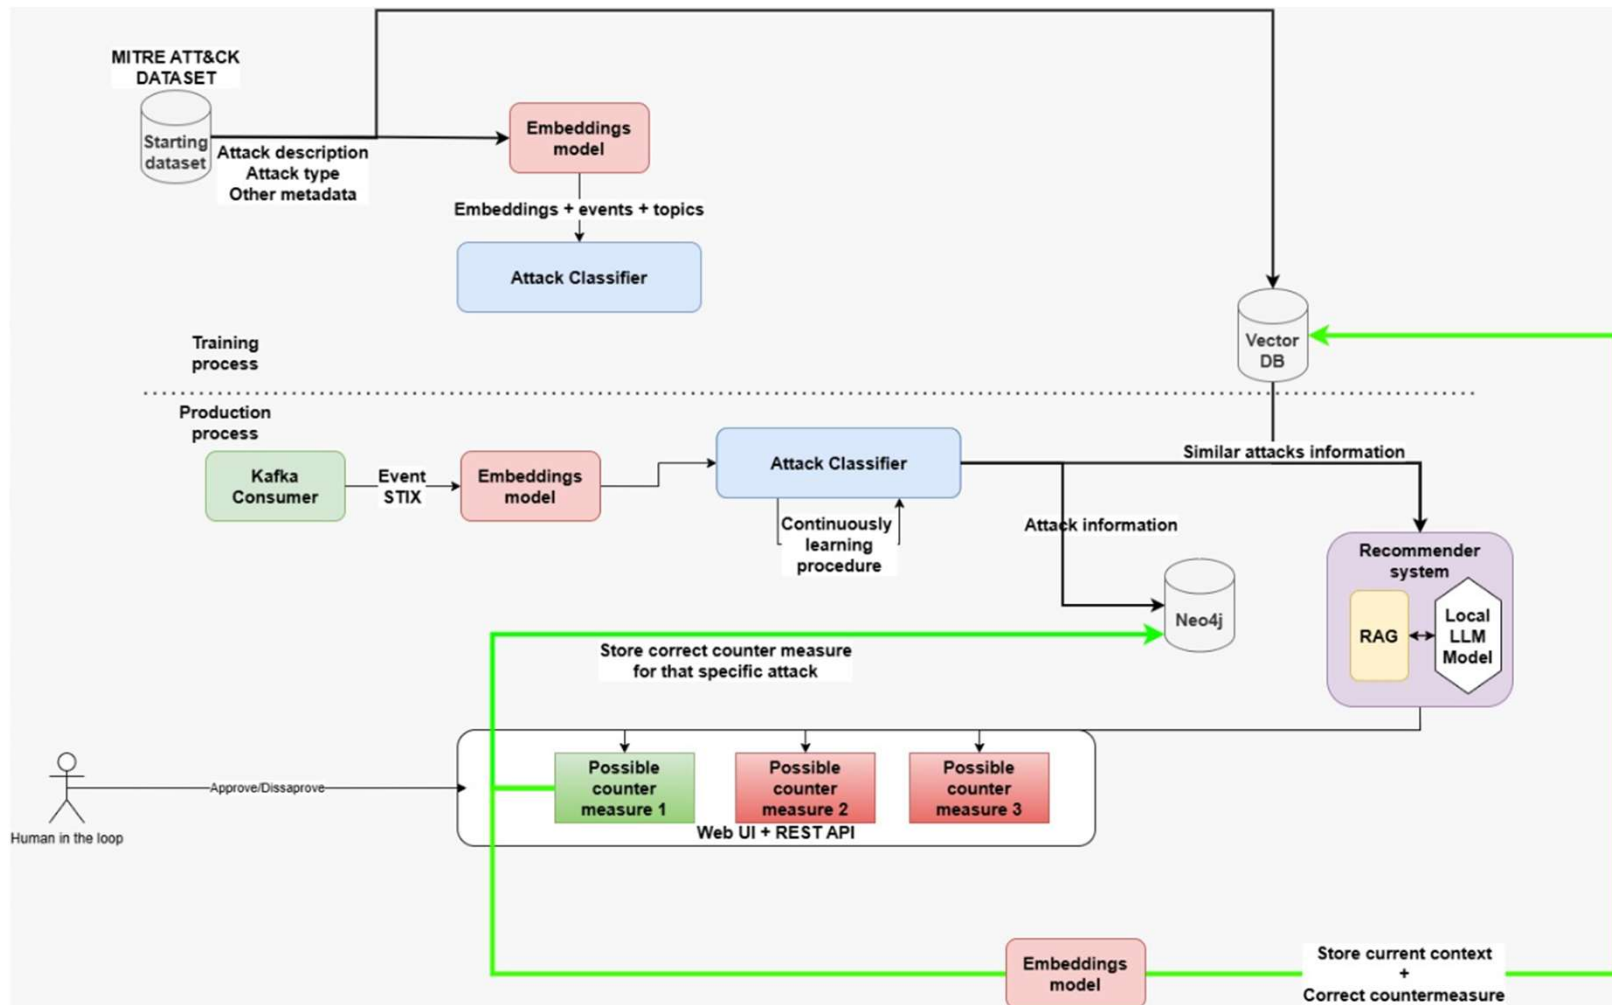 MITRE ATT&CK
DATASET
Starting
dataset
Attack description
Attack type
Other metadata
Embeddings
model
Embeddings + events + topics
Attack Classifier
Vector
DB
Training
process
Production
process
Kafka
Consumer
Event
STIX
Embeddings
model
Attack Classifier
Continuously
learning
procedure
Similar attacks information
Attack information
Neo4j
Recommender
system
RAG
Local
LLM
Model
Store correct counter measure
for that specific attack
Human in the loop
Approve/Dissaprove
Possible
counter
measure 1
Possible
counter
measure 2
Possible
counter
measure 3
Web UI + REST API
Embeddings
model
Store current context
+
Correct countermeasure